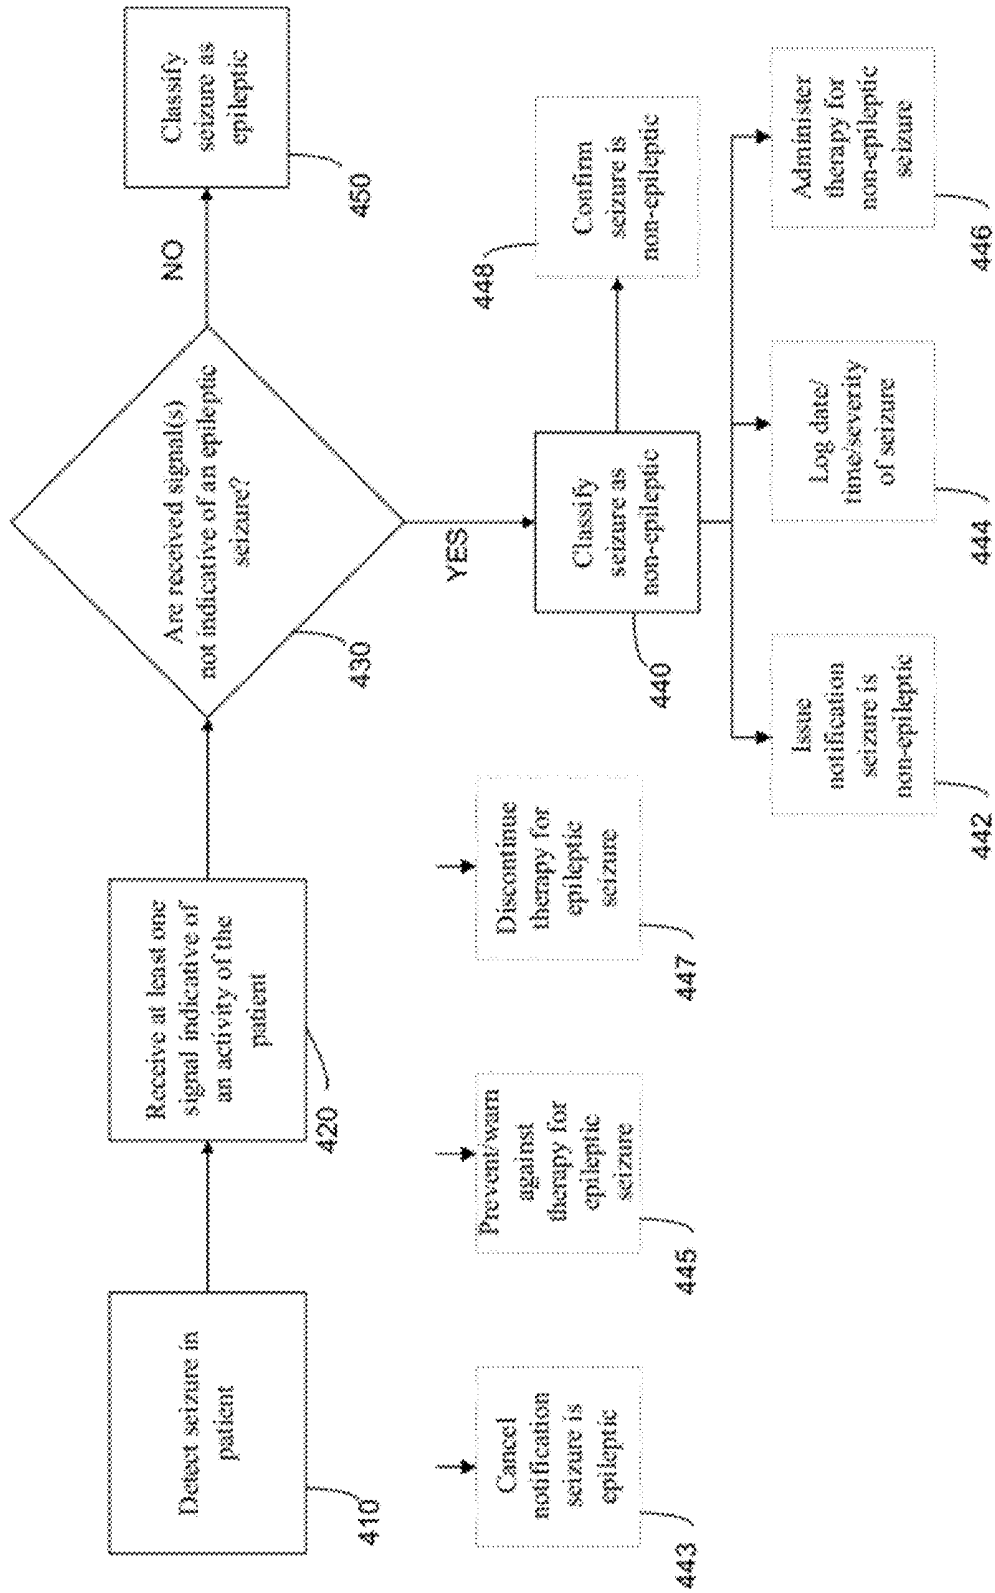 Detect seizure in
patient
410
Receive at least one
signal indicative of
an activity of the
patient
420
Are received signal(s)
not indicative of an epileptic
seizure?
430
NO
Classify
seizure as
epileptic
450
YES
Classify
seizure as
non-epileptic
440
Confirm
seizure is
non-epileptic
448
Cancel
notification
seizure is
epileptic
443
Prevent/warn
against
therapy for
epileptic
seizure
445
Discontinue
therapy for
epileptic
seizure
447
Issue
notification
seizure is
non-epileptic
442
Log date/
time/severity
of seizure
444
Administer
therapy for
non-epileptic
seizure
446